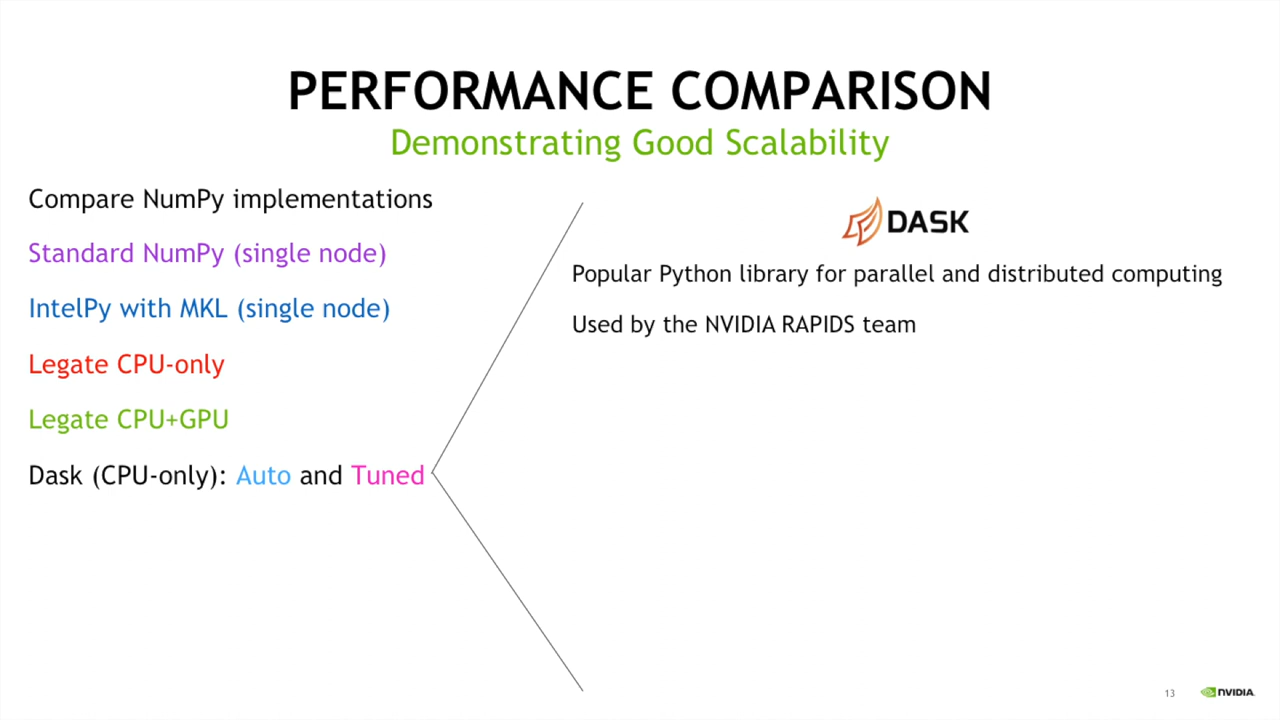 PERFORMANCE COMPARISON
Demonstrating Good Scalability
Compare NumPy implementations
Standard NumPy (single node)
IntelPy with MKL (single node)
Legate CPU-only
Legate CPU+GPU
Dask (CPU-only): Auto and Tuned
DASK
Popular Python library for parallel and distributed computing
Used by the NVIDIA RAPIDS team
13
NVIDIA.